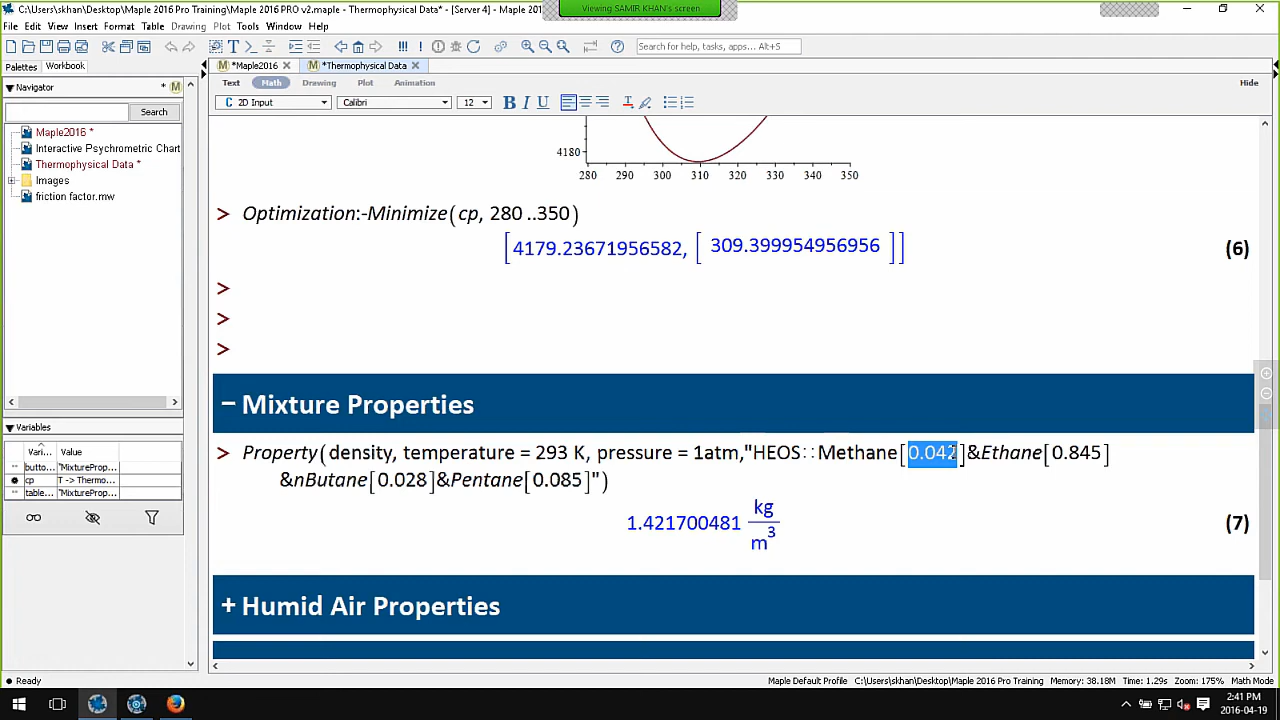 C:\Users\skhan\Desktop\Maple 2016 Pro Training\Maple 2016 PRO v2.maple - Thermophysical Data* - [Server 4] - Maple 201
Viewing SAMIR KHAN's screen
File Edit View Insert Format Table Drawing Plot Tools Window Help
Search for help, tasks, apps... Alt+S
Palettes Workbook
*Maple2016 *Thermophysical Data
Text Math Drawing Plot Animation Hide
2D Input Calibri 12 B I U
Navigator
Search
Maple2016 *
Interactive Psychrometric Chart
Thermophysical Data *
Images
friction factor.mw
4180
280 290 300 310 320 330 340 350
> Optimization:-Minimize(cp, 280 ..350)
[4179.23671956582, [ 309.399954956956 ]] (6)
>
>
>
− Mixture Properties
> Property(density, temperature = 293 K, pressure = 1atm,"HEOS::Methane[0.042]&Ethane[0.845]
&nButane[0.028]&Pentane[0.085]")
1.421700481 kg/m³ (7)
+ Humid Air Properties
Variables
Vari... Value
butto... "MixtureProp...
cp T -> Thermo...
table... "MixtureProp...
Ready
Maple Default Profile C:\Users\skhan\Desktop\Maple 2016 Pro Training Memory: 38.18M Time: 1.29s Zoom: 175% Math Mode
2:41 PM
2016-04-19